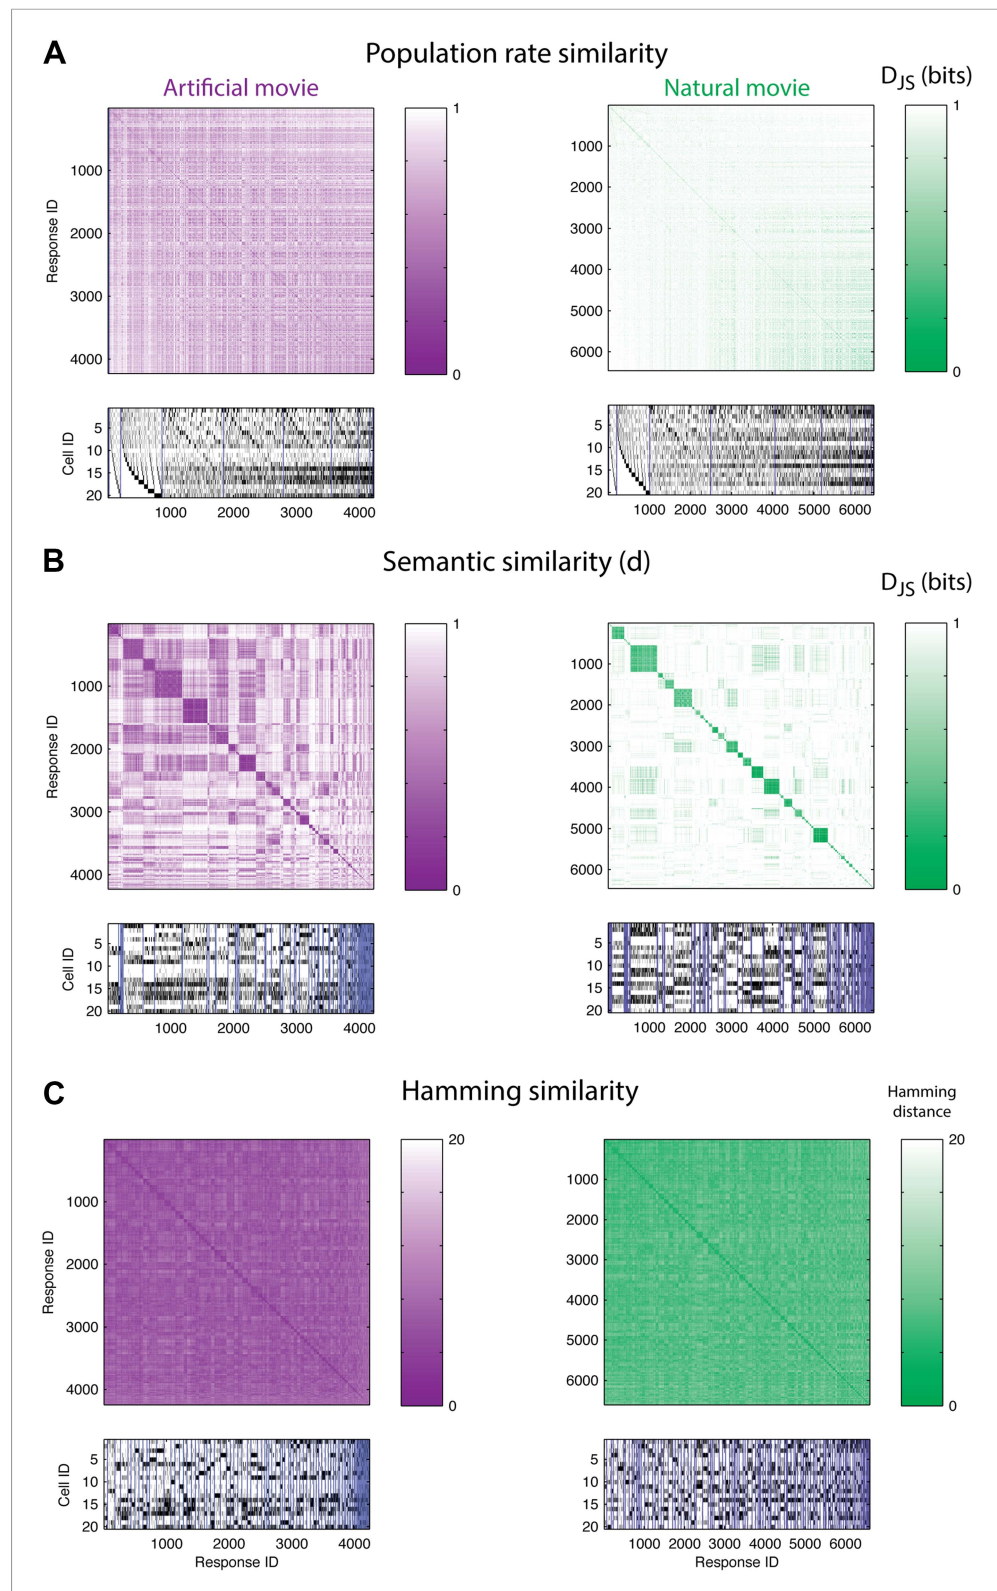 A
Population rate similarity
Artificial movie
Natural movie
D_JS (bits)
1
0
1
0
Response ID
1000
2000
3000
4000
1000
2000
3000
4000
5000
6000
Cell ID
5
10
15
20
1000 2000 3000 4000
5
10
15
20
1000 2000 3000 4000 5000 6000
B
Semantic similarity (d)
D_JS (bits)
1
0
1
0
Response ID
1000
2000
3000
4000
1000
2000
3000
4000
5000
6000
Cell ID
5
10
15
20
1000 2000 3000 4000
5
10
15
20
1000 2000 3000 4000 5000 6000
C
Hamming similarity
Hamming
distance
20
0
20
0
Response ID
1000
2000
3000
4000
1000
2000
3000
4000
5000
6000
Cell ID
5
10
15
20
1000 2000 3000 4000
Response ID
5
10
15
20
1000 2000 3000 4000 5000 6000
Response ID